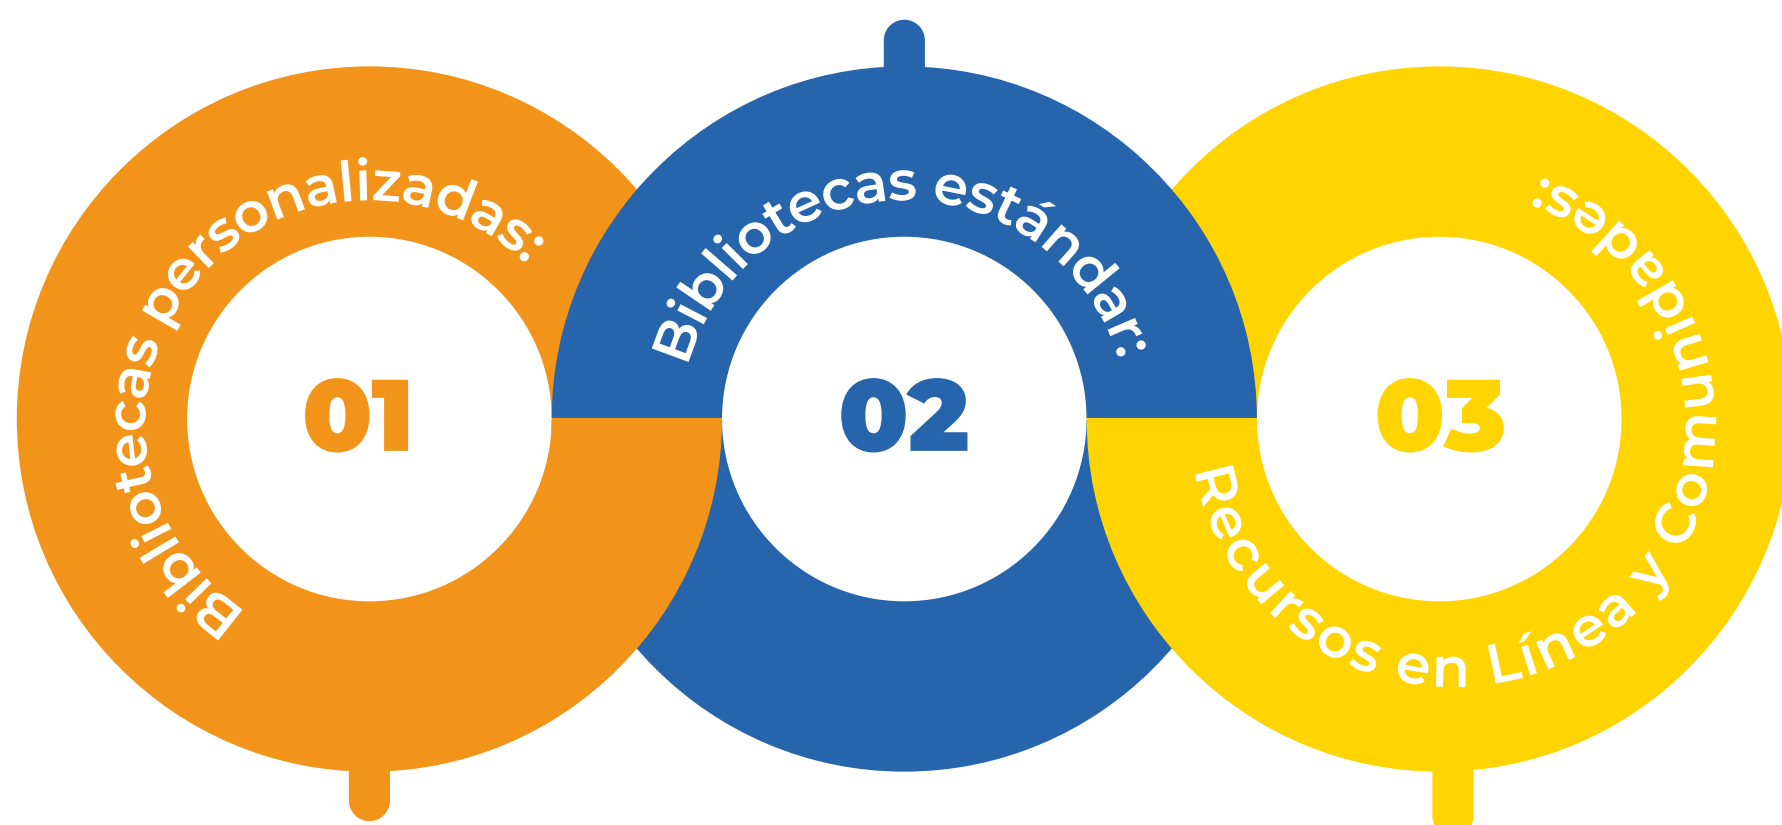 Bibliotecas personalizadas:
01
Bibliotecas estándar:
02
Recursos en Línea y Comunidades:
03